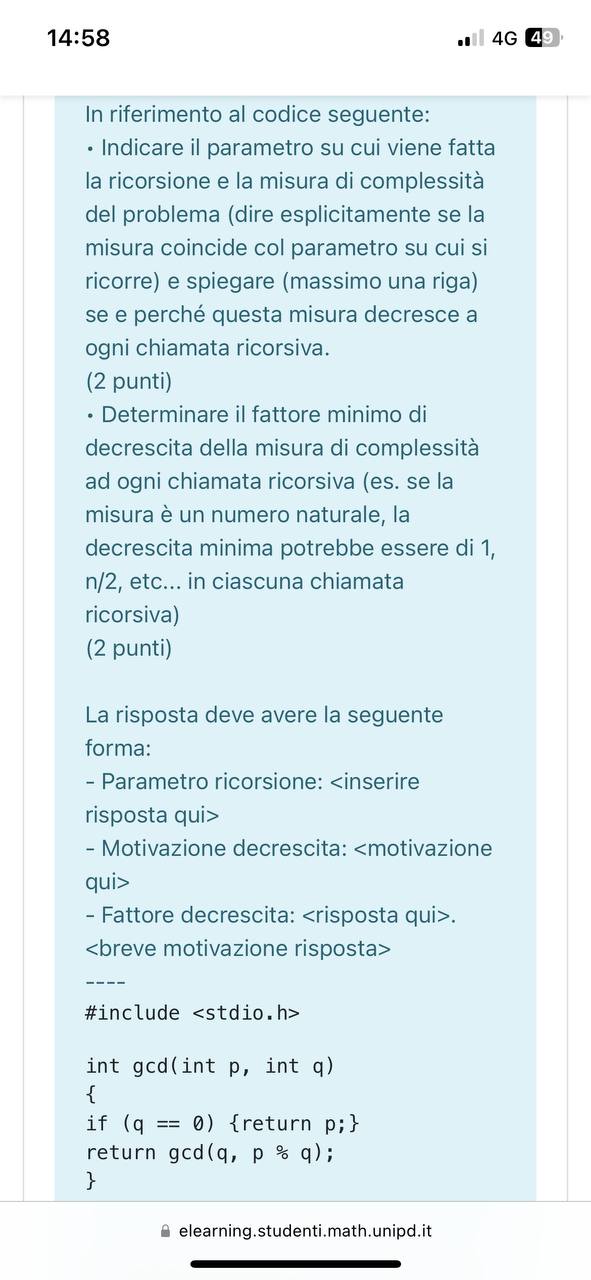 14:58
4G 49
In riferimento al codice seguente:
• Indicare il parametro su cui viene fatta
la ricorsione e la misura di complessità
del problema (dire esplicitamente se la
misura coincide col parametro su cui si
ricorre) e spiegare (massimo una riga)
se e perché questa misura decresce a
ogni chiamata ricorsiva.
(2 punti)
• Determinare il fattore minimo di
decrescita della misura di complessità
ad ogni chiamata ricorsiva (es. se la
misura è un numero naturale, la
decrescita minima potrebbe essere di 1,
n/2, etc... in ciascuna chiamata
ricorsiva)
(2 punti)
La risposta deve avere la seguente
forma:
- Parametro ricorsione: <inserire
risposta qui>
- Motivazione decrescita: <motivazione
qui>
- Fattore decrescita: <risposta qui>.
<breve motivazione risposta>
----
#include <stdio.h>
int gcd(int p, int q)
{
if (q == 0) {return p;}
return gcd(q, p % q);
}
elearning.studenti.math.unipd.it